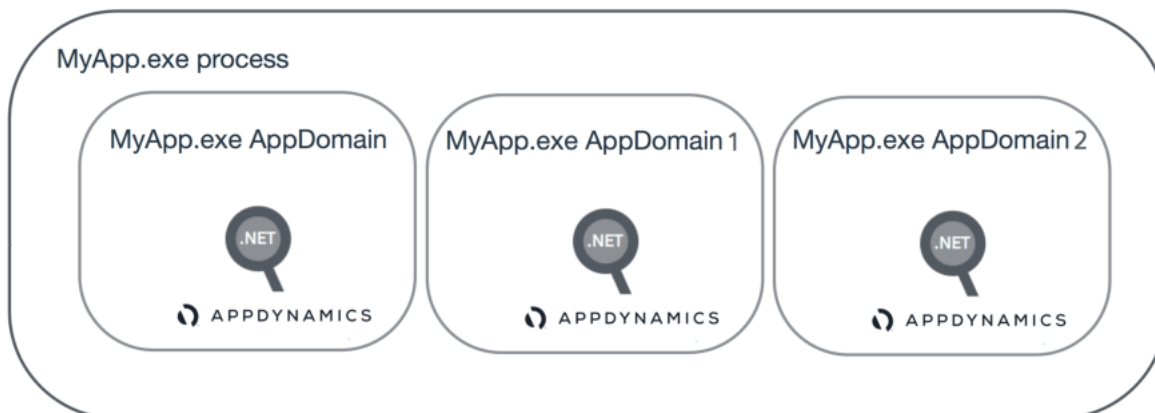 MyApp.exe process
MyApp.exe AppDomain
MyApp.exe AppDomain 1
MyApp.exe AppDomain 2
.NET
.NET
.NET
APPDYNAMICS
APPDYNAMICS
APPDYNAMICS